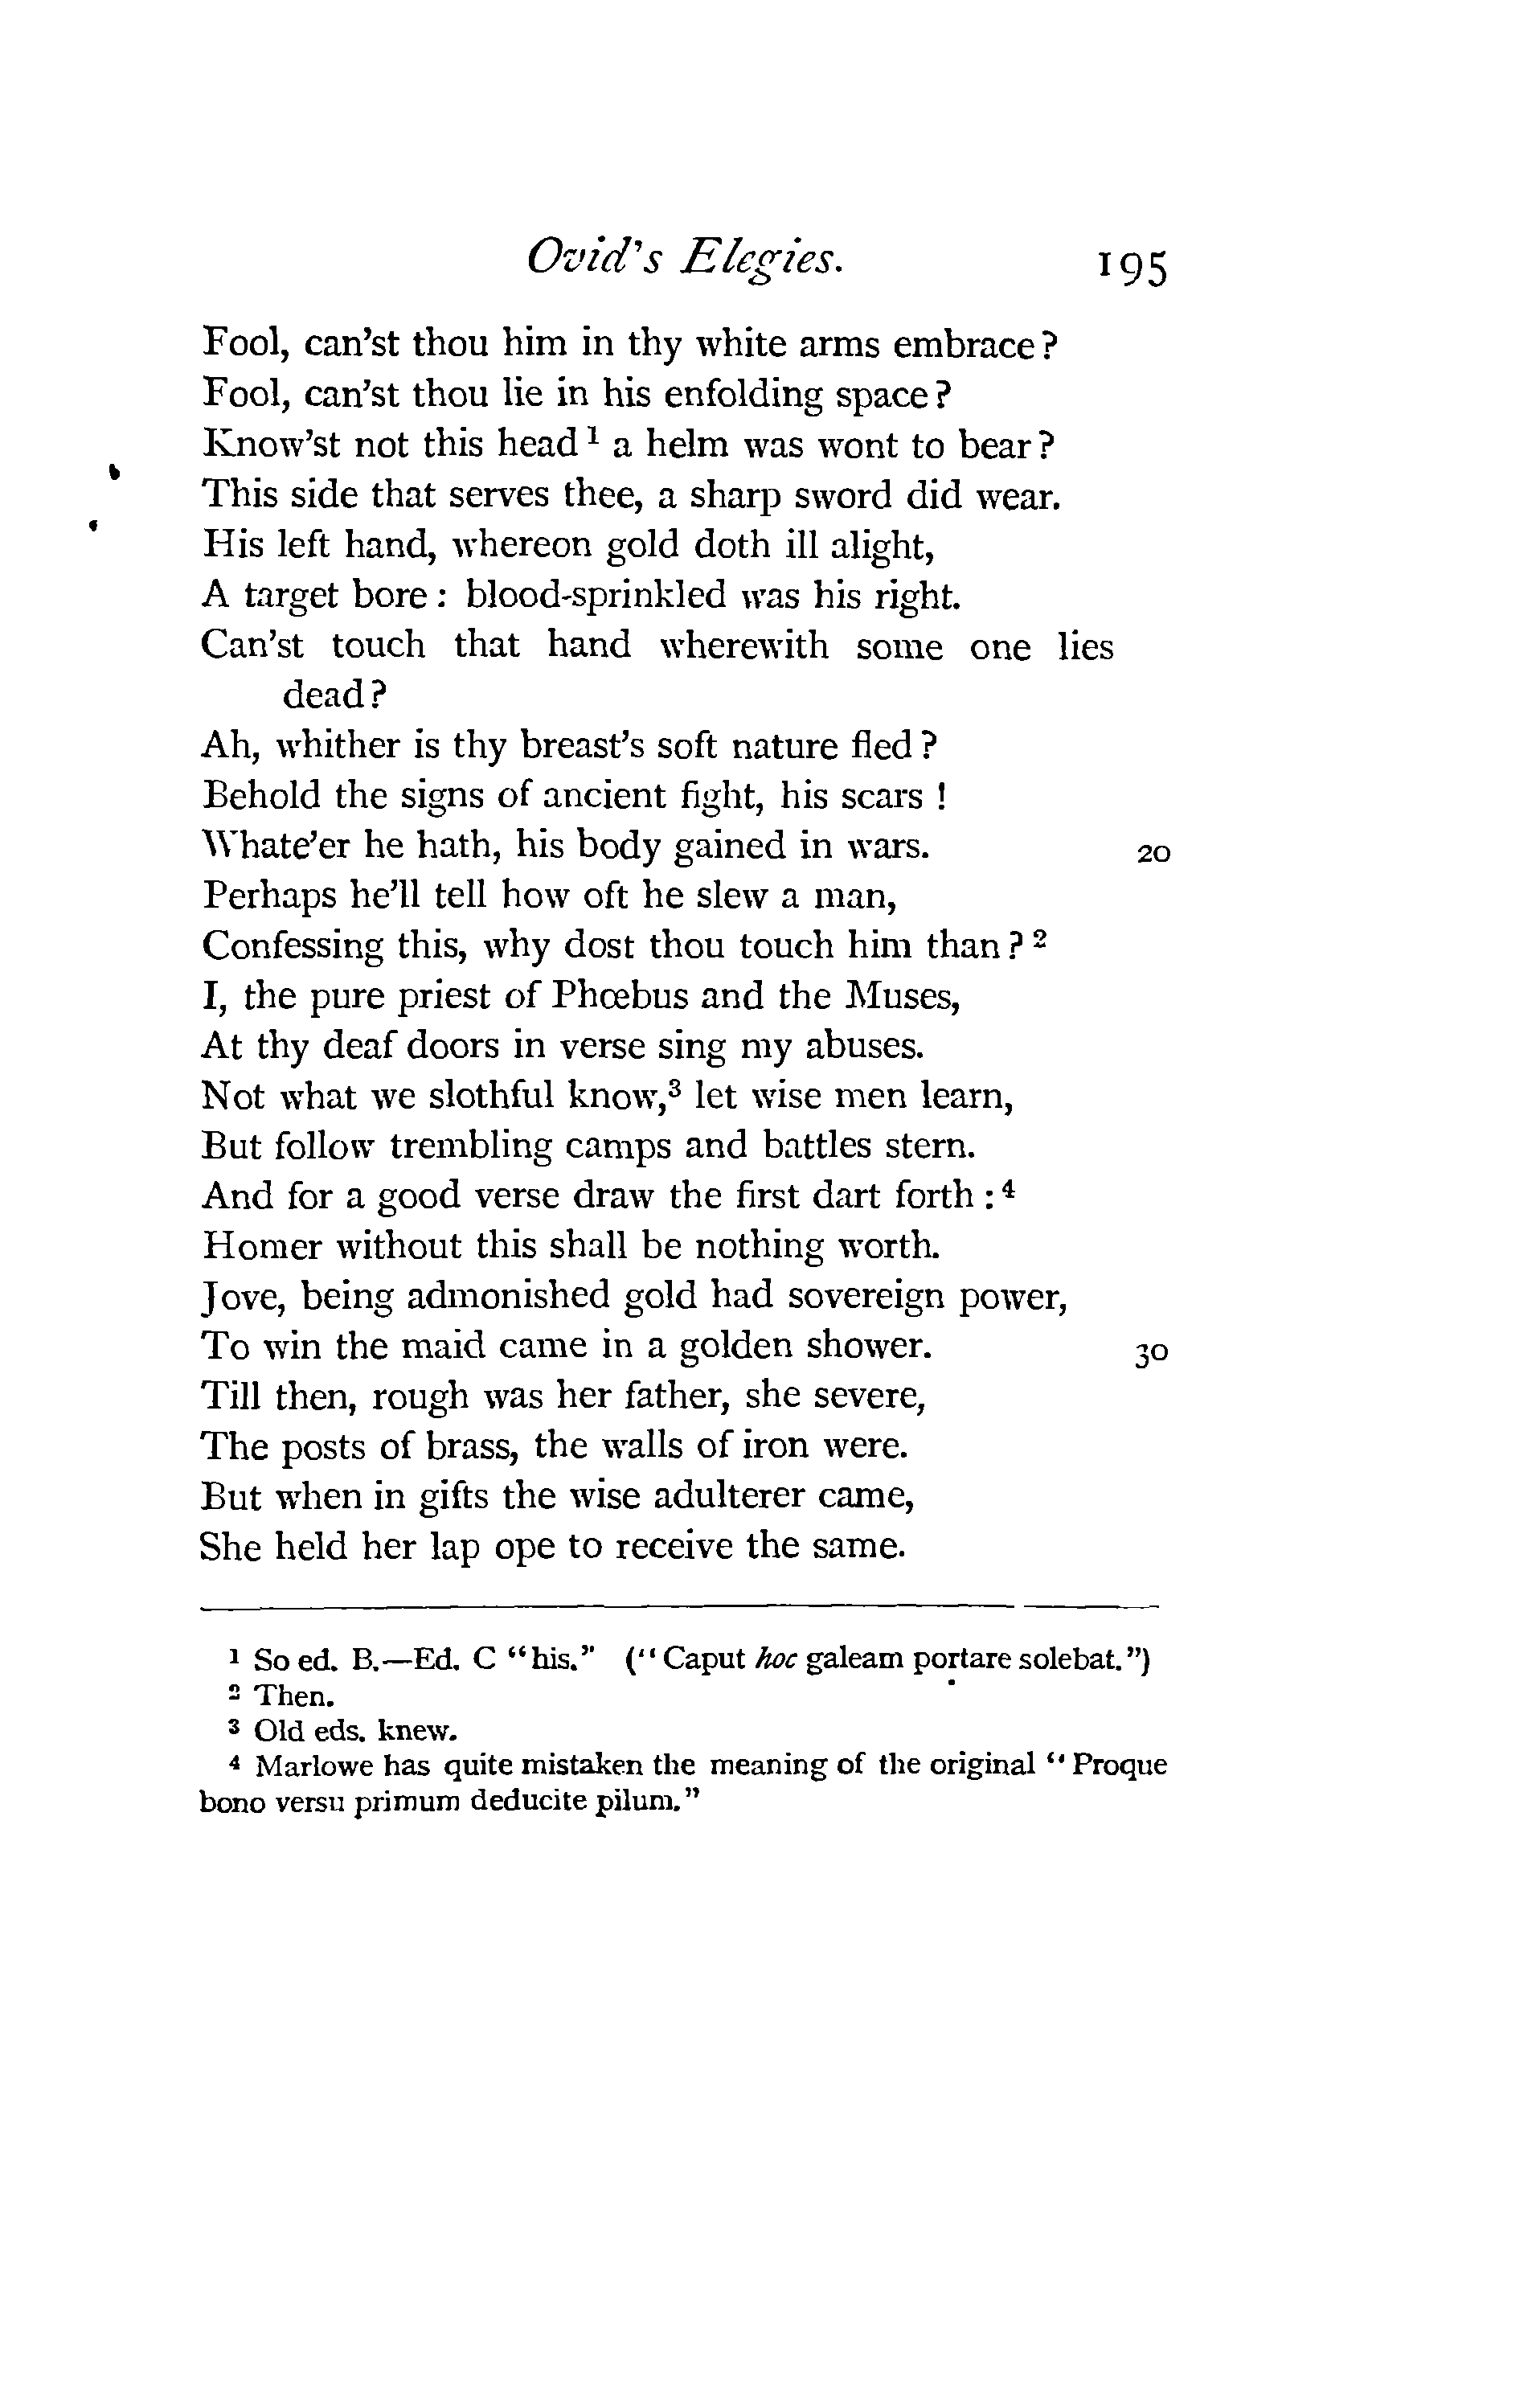 Ovid's Elegies. 195
Fool, can'st thou him in thy white arms embrace?
Fool, can'st thou lie in his enfolding space?
Know'st not this head¹ a helm was wont to bear?
This side that serves thee, a sharp sword did wear.
His left hand, whereon gold doth ill alight,
A target bore: blood-sprinkled was his right.
Can'st touch that hand wherewith some one lies
dead?
Ah, whither is thy breast's soft nature fled?
Behold the signs of ancient fight, his scars!
Whate'er he hath, his body gained in wars. 20
Perhaps he'll tell how oft he slew a man,
Confessing this, why dost thou touch him than?²
I, the pure priest of Phœbus and the Muses,
At thy deaf doors in verse sing my abuses.
Not what we slothful know,³ let wise men learn,
But follow trembling camps and battles stern.
And for a good verse draw the first dart forth:⁴
Homer without this shall be nothing worth.
Jove, being admonished gold had sovereign power,
To win the maid came in a golden shower. 30
Till then, rough was her father, she severe,
The posts of brass, the walls of iron were.
But when in gifts the wise adulterer came,
She held her lap ope to receive the same.
¹ So ed. B.—Ed. C "his." ("Caput hoc galeam portare solebat.")
² Then.
³ Old eds. knew.
⁴ Marlowe has quite mistaken the meaning of the original "Proque
bono versu primum deducite pilum."